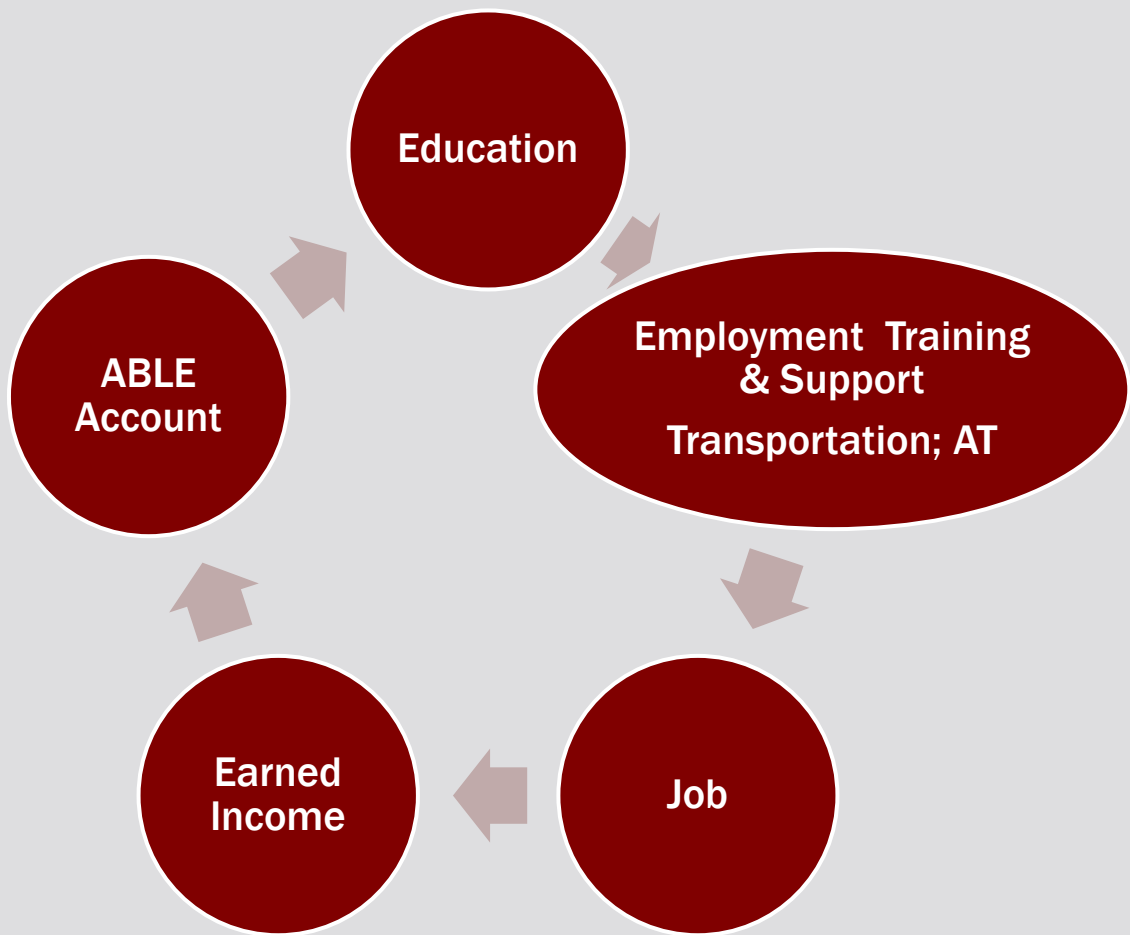 Education
Employment  Training
& Support
Transportation; AT
Job
Earned
Income
ABLE
Account